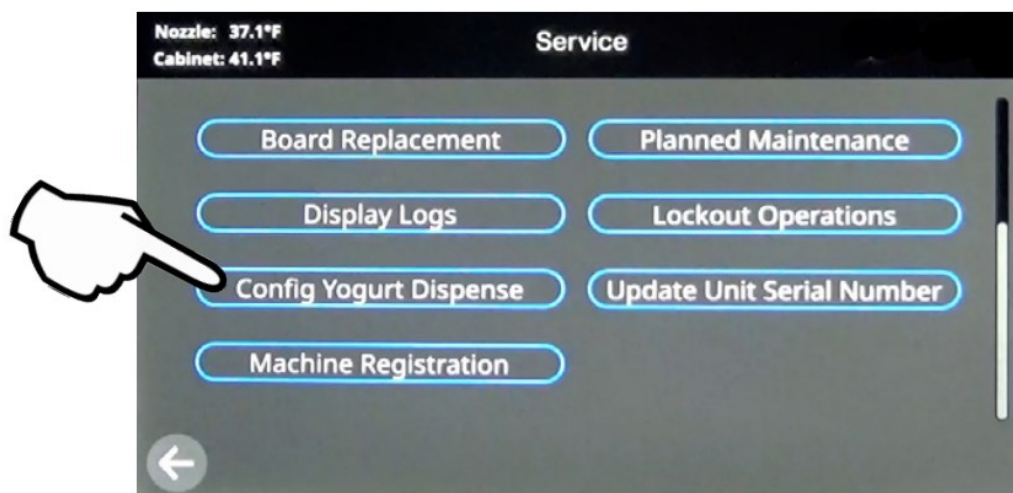 Nozzle: 37.1°F
Cabinet: 41.1°F
Service
Board Replacement
Planned Maintenance
Display Logs
Lockout Operations
Config Yogurt Dispense
Update Unit Serial Number
Machine Registration